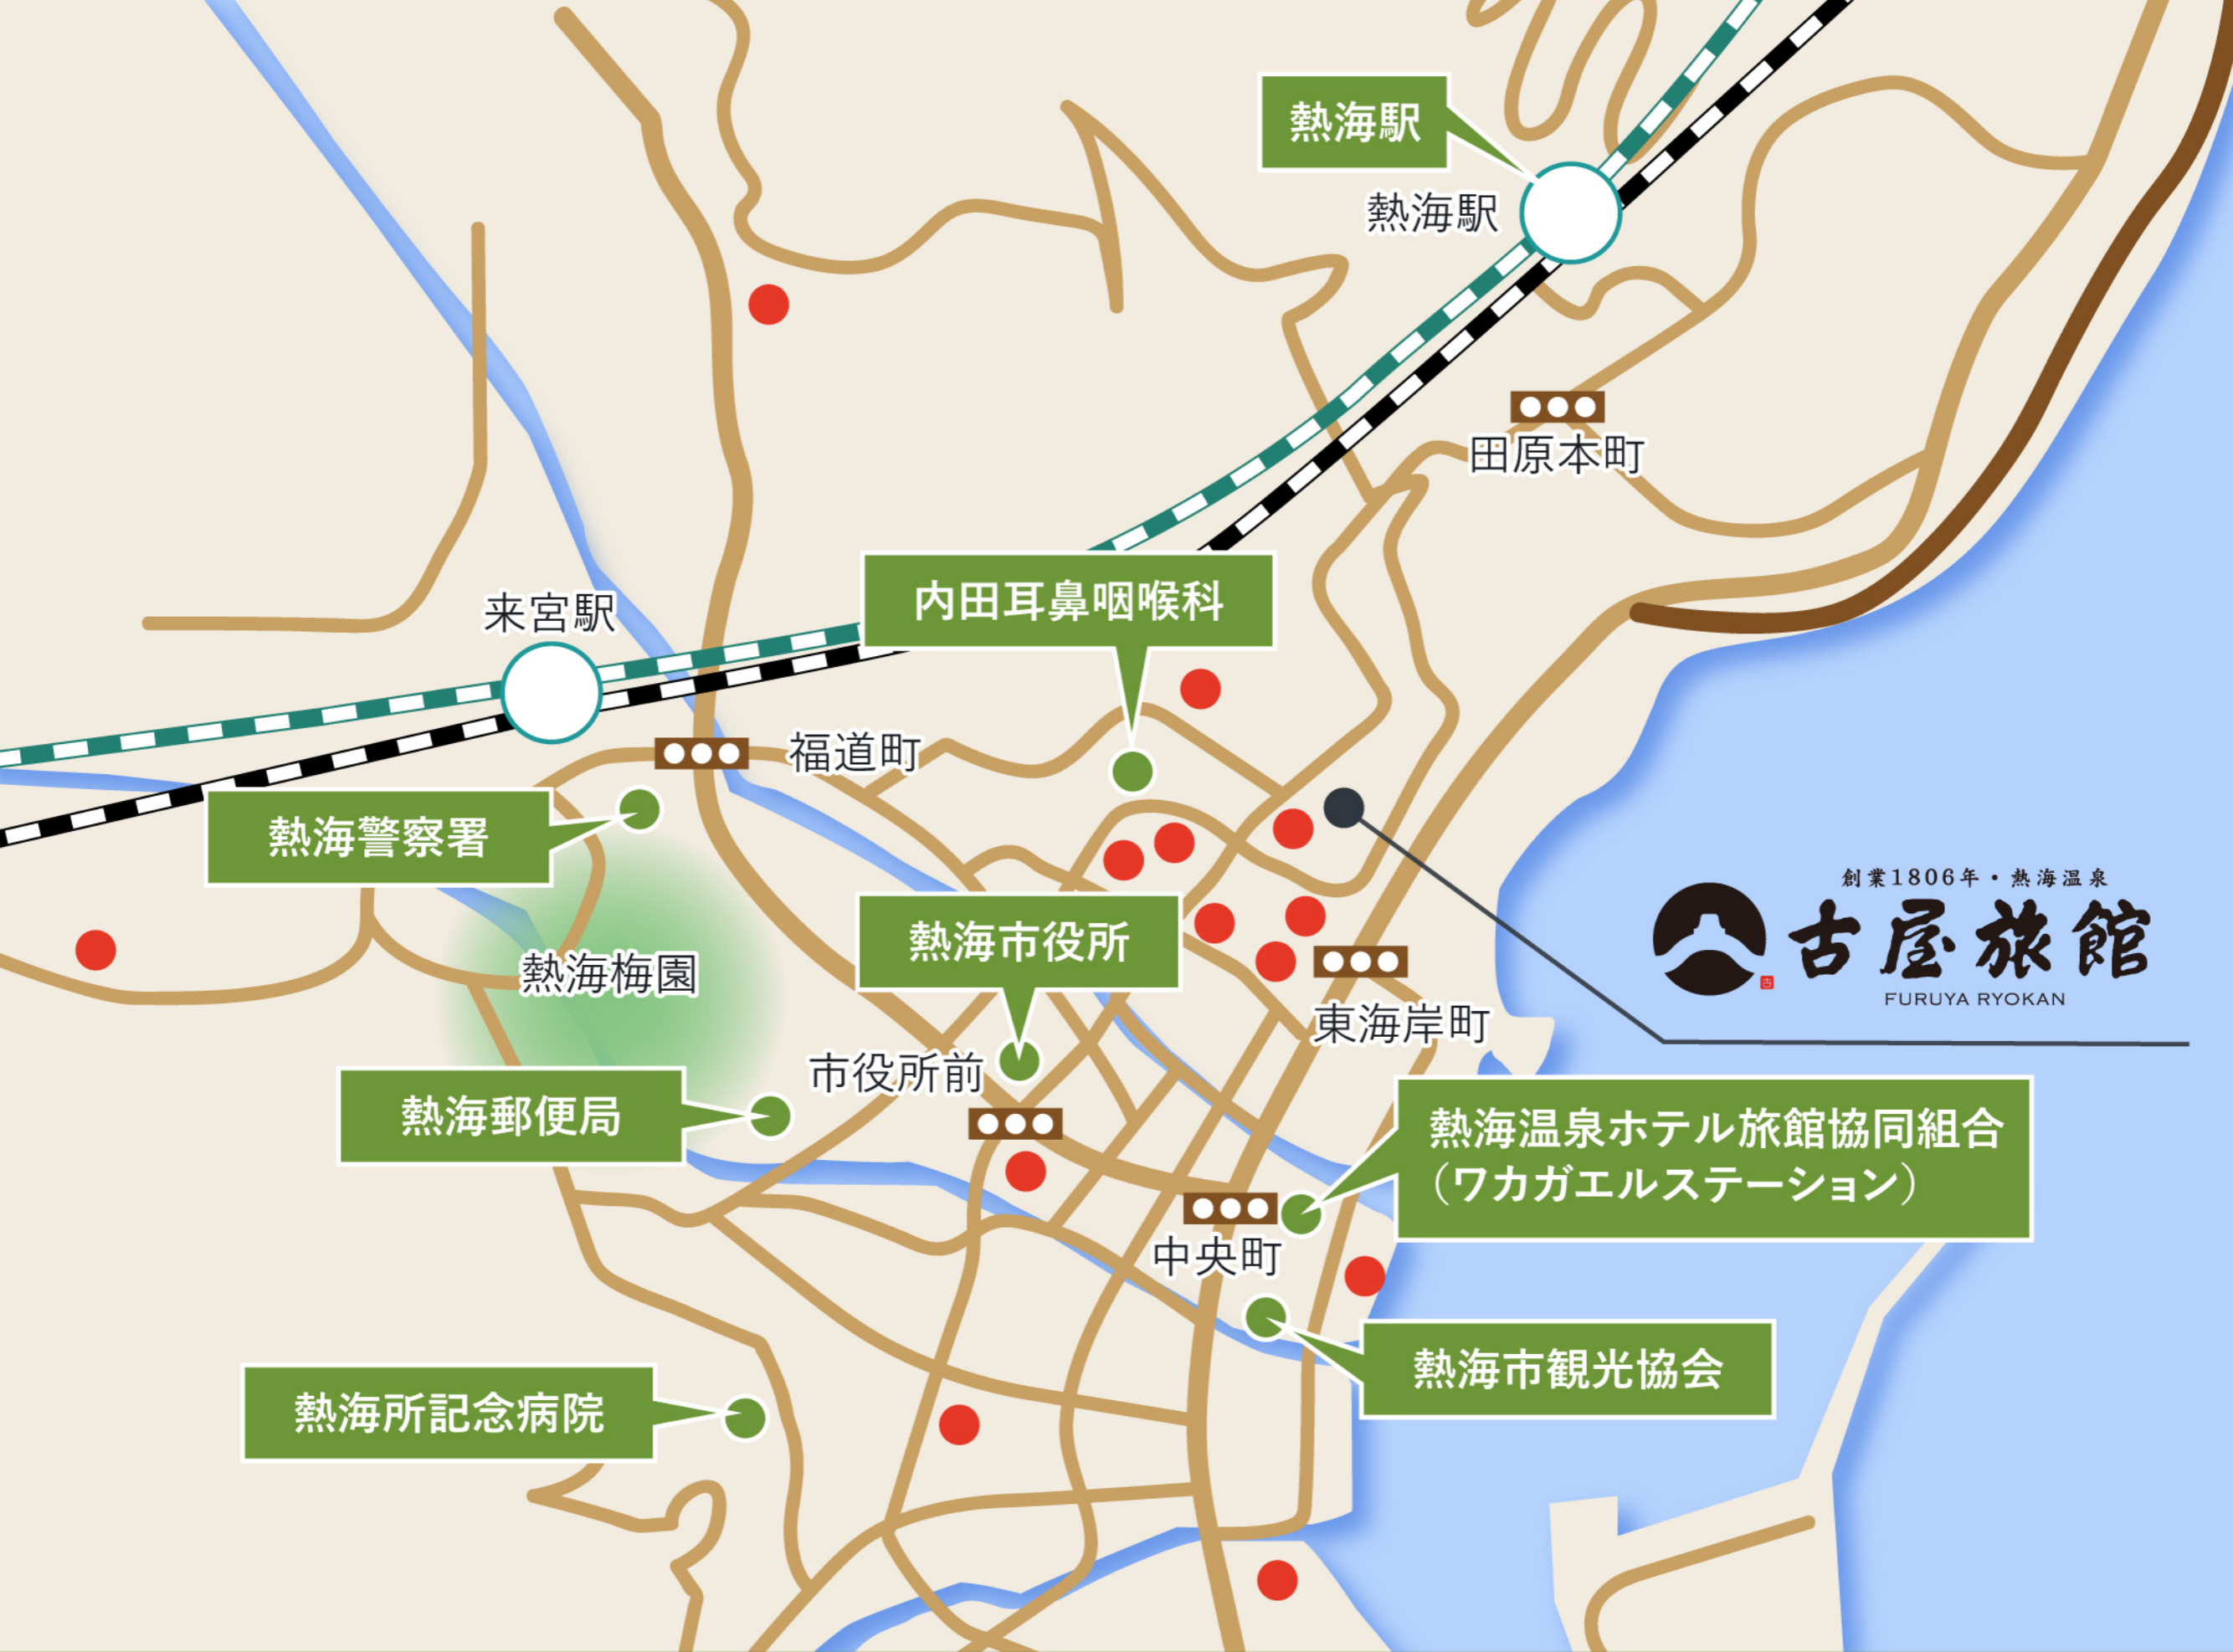 熱海駅
熱海駅
田原本町
内田耳鼻咽喉科
来宮駅
福道町
熱海警察署
創業1806年・熱海温泉
古屋旅館
古
FURUYA RYOKAN
熱海市役所
熱海梅園
東海岸町
市役所前
熱海郵便局
熱海温泉ホテル旅館協同組合
（ワカガエルステーション）
中央町
熱海市観光協会
熱海所記念病院